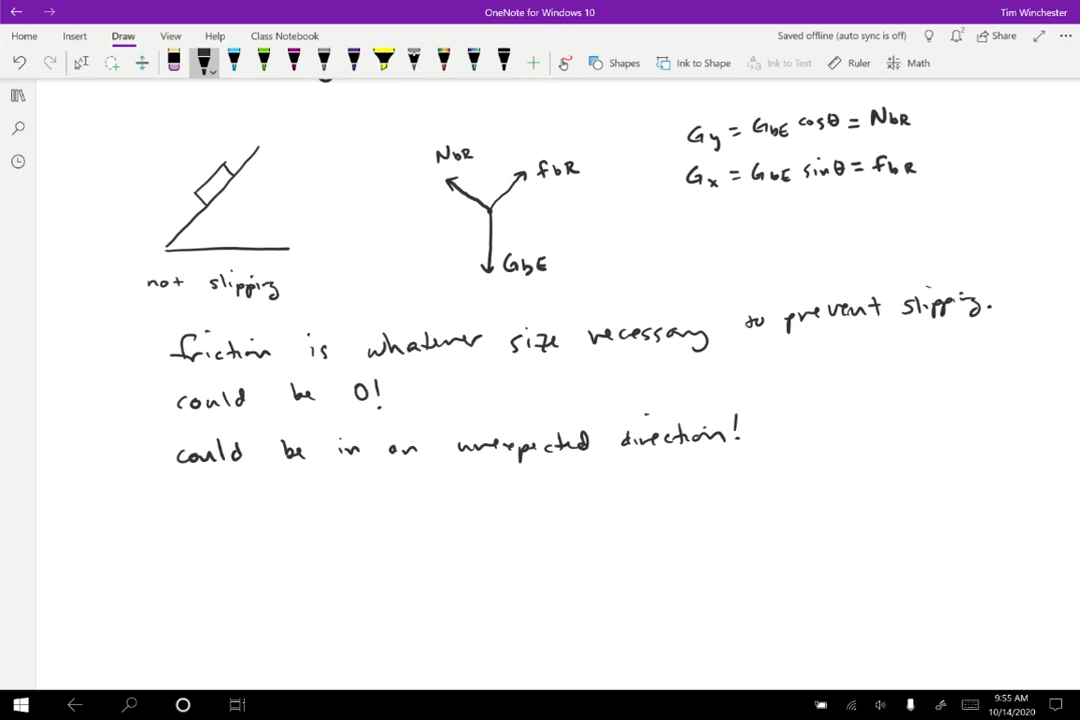 OneNote for Windows 10
Tim Winchester
Home Insert Draw View Help Class Notebook
Saved offline (auto sync is off) Share
Shapes Ink to Shape Ink to Text Ruler Math
Gy = GbE cosθ = NbR
Gx = GbE sinθ = fbR
NbR
fbR
GbE
not slipping
friction is whatever size necessary to prevent slipping.
could be 0!
could be in an unexpected direction!
9:55 AM
10/14/2020